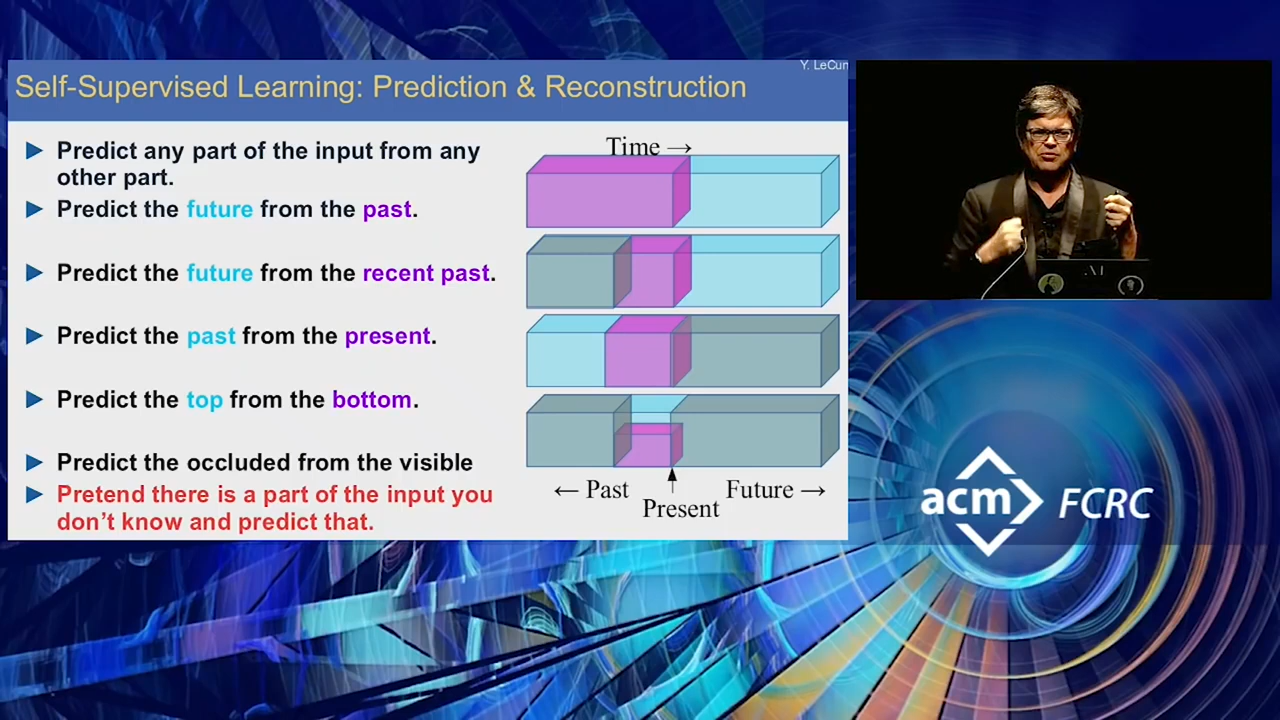 Y. LeCun
Self-Supervised Learning: Prediction & Reconstruction
Predict any part of the input from any
other part.
Predict the future from the past.
Predict the future from the recent past.
Predict the past from the present.
Predict the top from the bottom.
Predict the occluded from the visible
Pretend there is a part of the input you
don’t know and predict that.
Time →
← Past
Present
Future →
acm FCRC